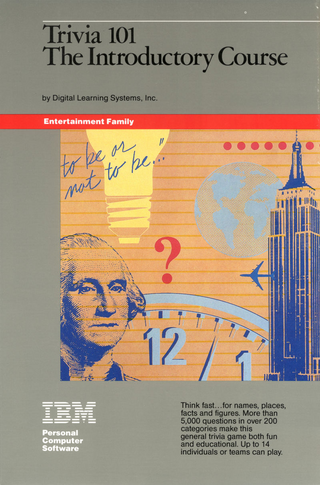 Trivia 101
The Introductory Course
by Digital Learning Systems, Inc.
Entertainment Family
to be or
not to be..."
?
12
1
IBM
Personal
Computer
Software
Think fast...for names, places,
facts and figures. More than
5,000 questions in over 200
categories make this
general trivia game both fun
and educational. Up to 14
individuals or teams can play.